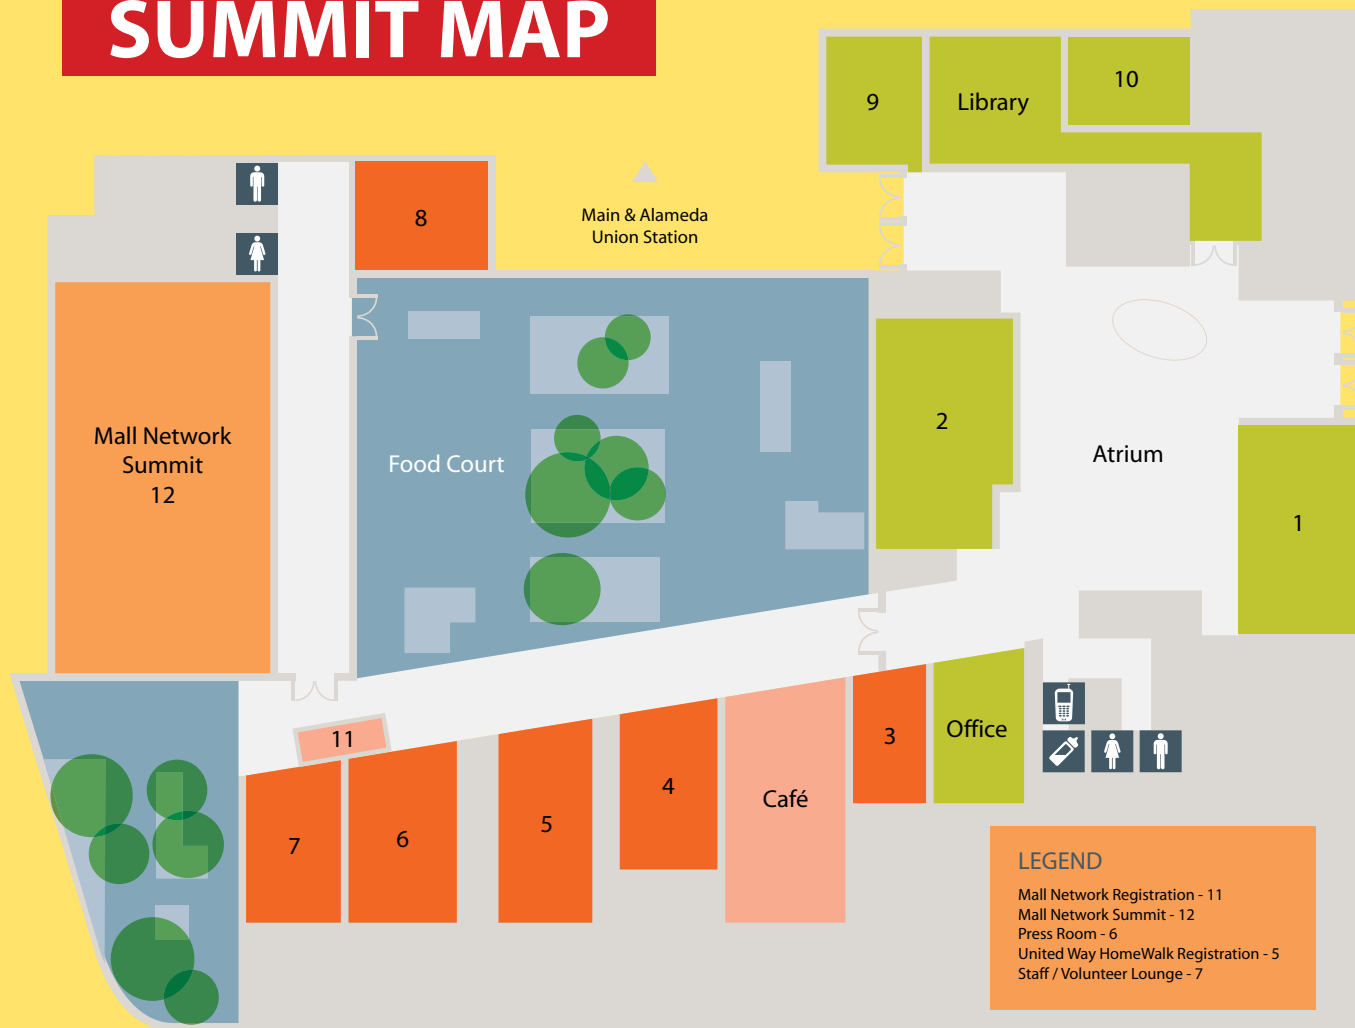 SUMMIT MAP
9
Library
10
8
Main & Alameda
Union Station
Mall Network
Summit
12
Food Court
2
Atrium
1
11
7
6
5
4
Café
3
Office
LEGEND
Mall Network Registration - 11
Mall Network Summit - 12
Press Room - 6
United Way HomeWalk Registration - 5
Staff / Volunteer Lounge - 7